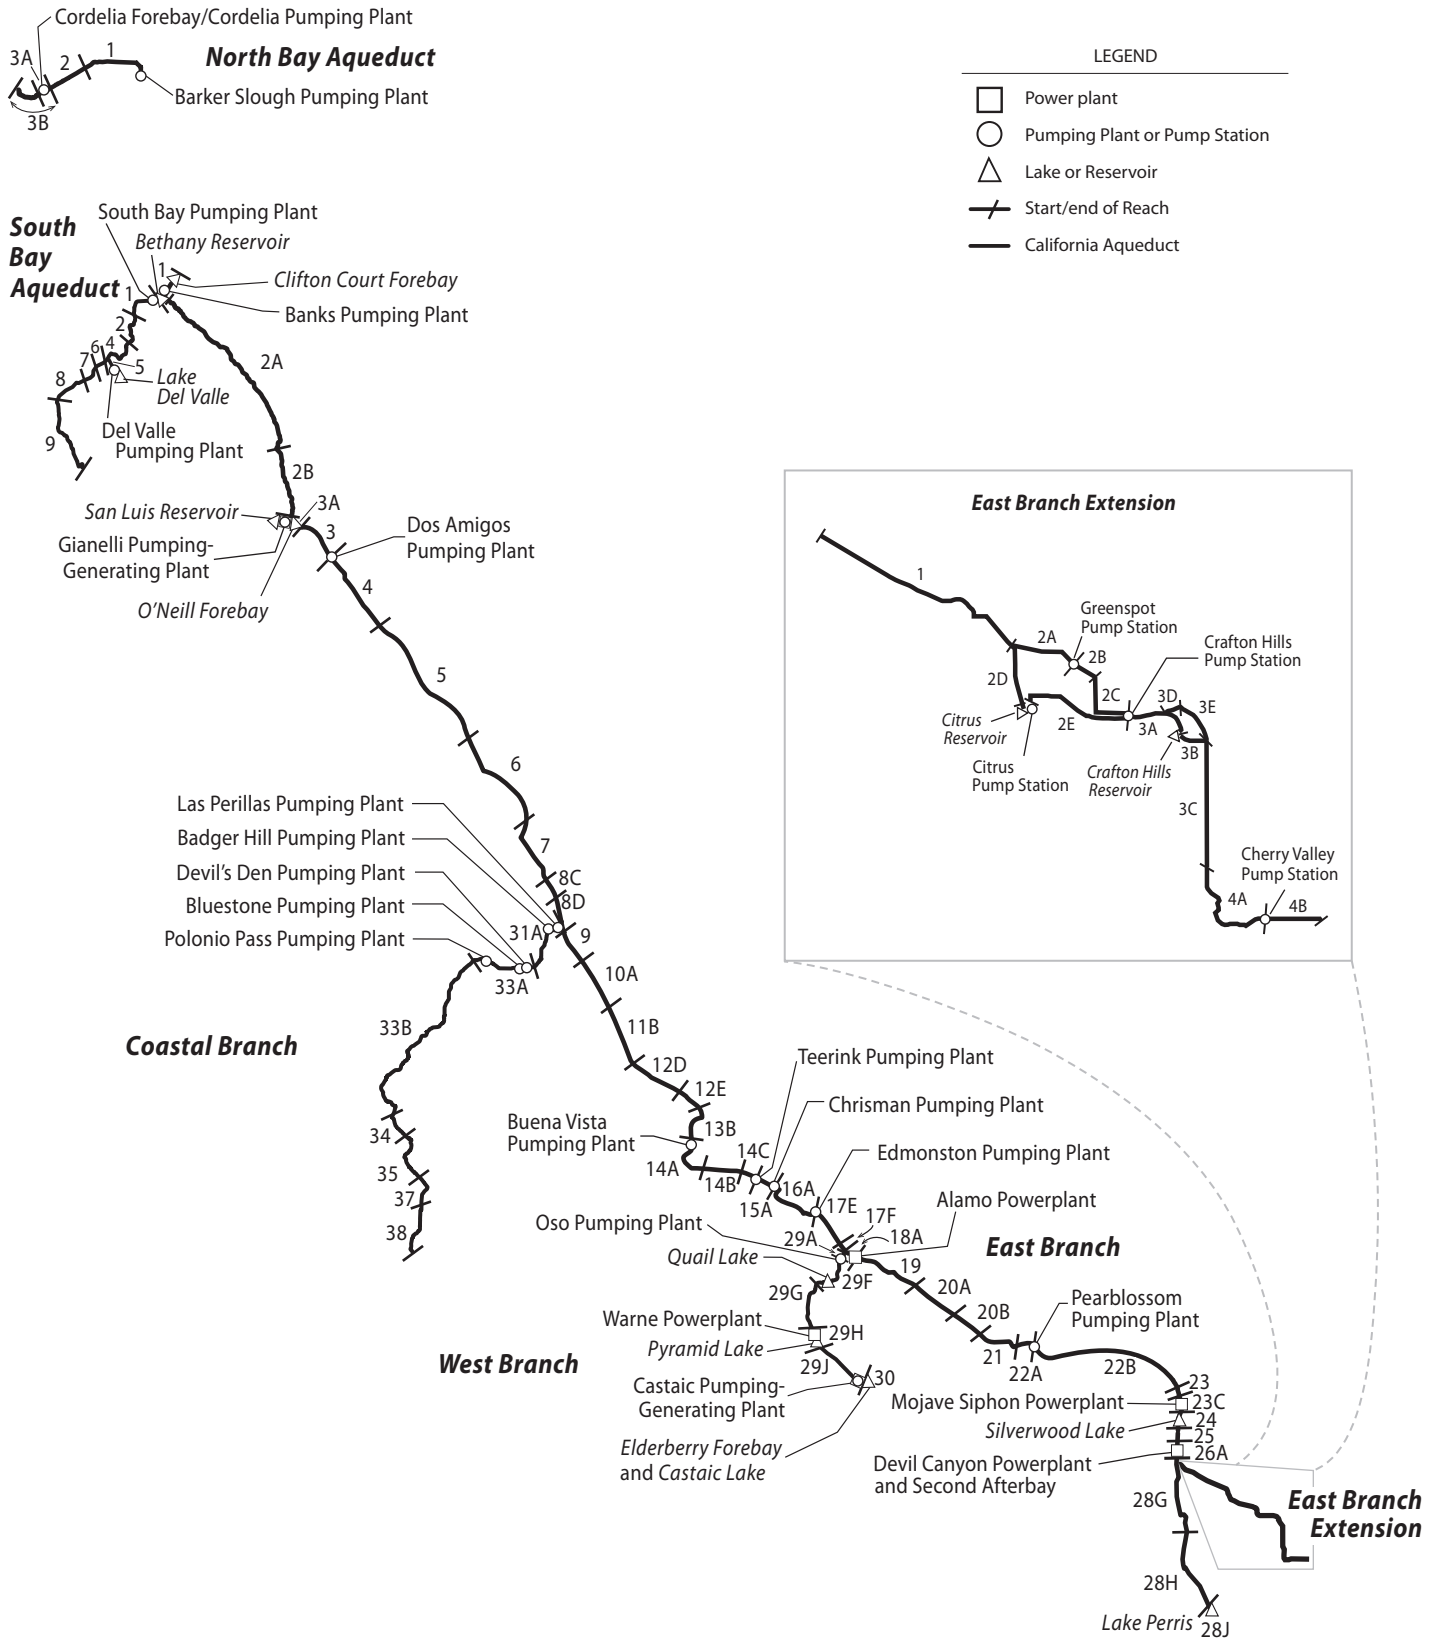 Cordelia Forebay/Cordelia Pumping Plant
North Bay Aqueduct
3A
2
1
Barker Slough Pumping Plant
3B
LEGEND
Power plant
Pumping Plant or Pump Station
Lake or Reservoir
Start/end of Reach
California Aqueduct
South
Bay
Aqueduct
South Bay Pumping Plant
Bethany Reservoir
1
Clifton Court Forebay
Banks Pumping Plant
1
2
4
6
7
5
8
9
Lake
Del Valle
Del Valle
Pumping Plant
2A
2B
San Luis Reservoir
3A
3
Gianelli Pumping-
Generating Plant
O'Neill Forebay
Dos Amigos
Pumping Plant
4
5
6
Las Perillas Pumping Plant
Badger Hill Pumping Plant
Devil's Den Pumping Plant
Bluestone Pumping Plant
Polonio Pass Pumping Plant
7
8C
8D
31A
9
33A
10A
33B
Coastal Branch
11B
12D
12E
34
35
37
38
Buena Vista
Pumping Plant
13B
14A
14B
14C
15A
16A
Teerink Pumping Plant
Chrisman Pumping Plant
Edmonston Pumping Plant
17E
17F
18A
Alamo Powerplant
Oso Pumping Plant
29A
Quail Lake
29F
29G
East Branch
19
20A
20B
21
22A
Pearblossom
Pumping Plant
22B
Warne Powerplant
29H
Pyramid Lake
29J
West Branch
Castaic Pumping-
Generating Plant
30
Elderberry Forebay
and Castaic Lake
23
Mojave Siphon Powerplant
23C
Silverwood Lake
24
25
Devil Canyon Powerplant
and Second Afterbay
26A
28G
East Branch
Extension
28H
Lake Perris
28J
East Branch Extension
1
2A
Greenspot
Pump Station
2B
2C
2D
2E
Citrus
Reservoir
Citrus
Pump Station
Crafton Hills
Pump Station
3A
3D
3E
3B
Crafton Hills
Reservoir
3C
Cherry Valley
Pump Station
4A
4B